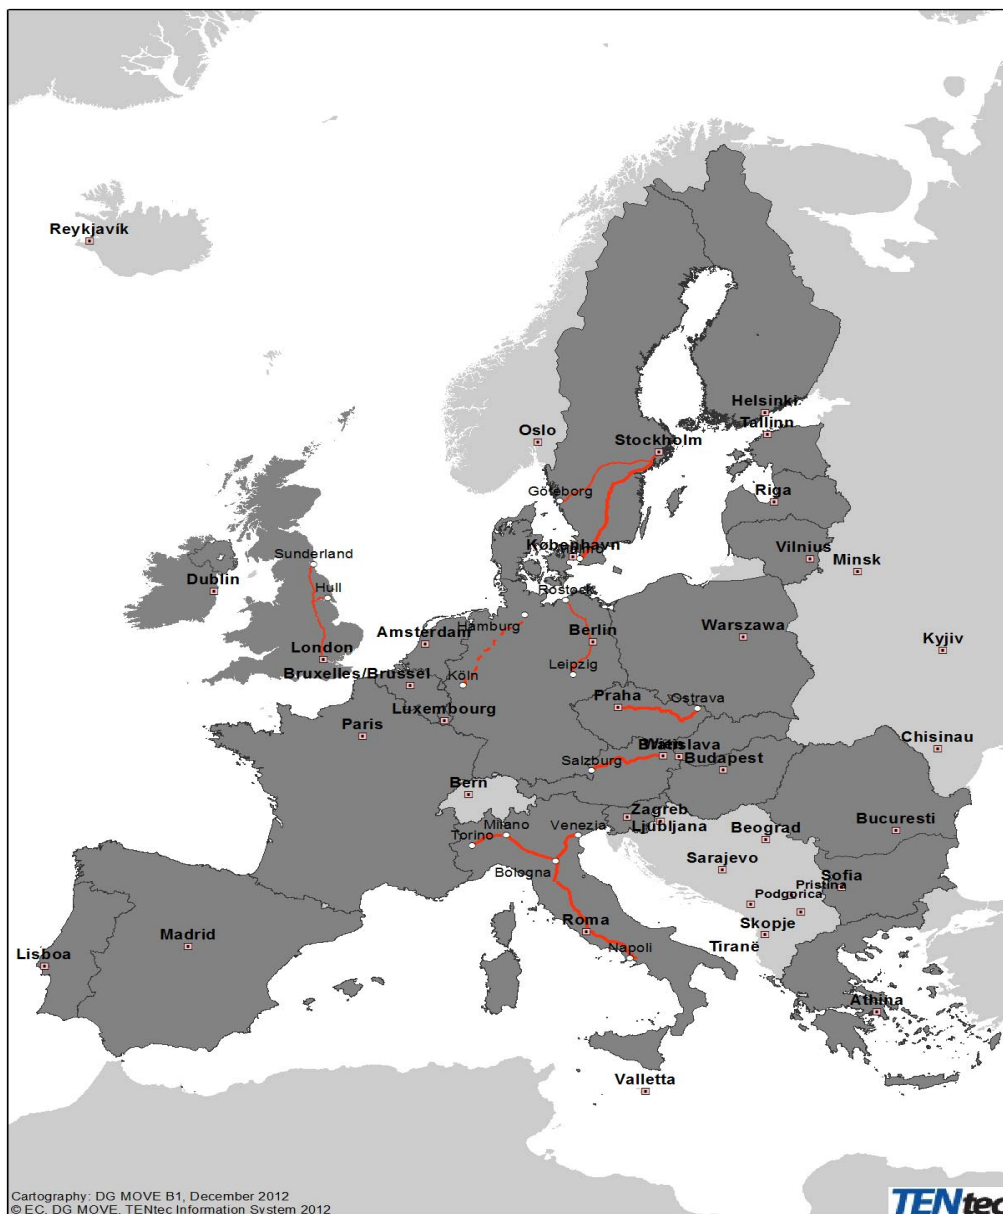 Reykjavík
Helsinki
Tallinn
Oslo
Stockholm
Göteborg
Riga
København
Sunderland
Vilnius
Minsk
Dublin
Hull
Rostock
Hamburg
Amsterdam
Berlin
Warszawa
Kyjiv
London
Leipzig
Bruxelles/Brussel
Köln
Praha
Ostrava
Luxembourg
Paris
Chisinau
Wien
Bratislava
Salzburg
Budapest
Bern
Zagreb
Milano
Venezia
Torino
Ljubljana
Beograd
Bucuresti
Bologna
Sarajevo
Sofia
Pristina
Podgorica
Roma
Skopje
Madrid
Tiranë
Napoli
Lisboa
Athina
Valletta
Cartography: DG MOVE B1, December 2012
© EC, DG MOVE, TENtec Information System 2012
TENtec